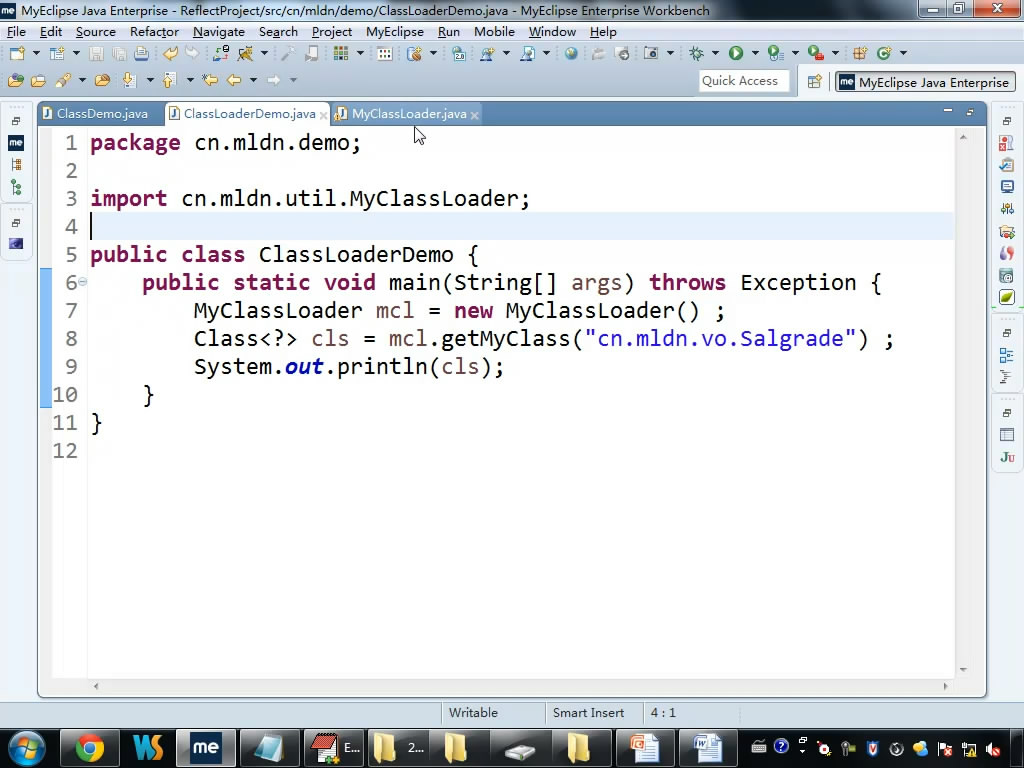 MyEclipse Java Enterprise - ReflectProject/src/cn/mldn/demo/ClassLoaderDemo.java - MyEclipse Enterprise Workbench
File Edit Source Refactor Navigate Search Project MyEclipse Run Mobile Window Help
Quick Access
me MyEclipse Java Enterprise
ClassDemo.java ClassLoaderDemo.java MyClassLoader.java
1 package cn.mldn.demo;
2
3 import cn.mldn.util.MyClassLoader;
4
5 public class ClassLoaderDemo {
6 public static void main(String[] args) throws Exception {
7 MyClassLoader mcl = new MyClassLoader() ;
8 Class<?> cls = mcl.getMyClass("cn.mldn.vo.Salgrade") ;
9 System.out.println(cls);
10 }
11 }
12
Writable Smart Insert 4 : 1
WS me E... 2...